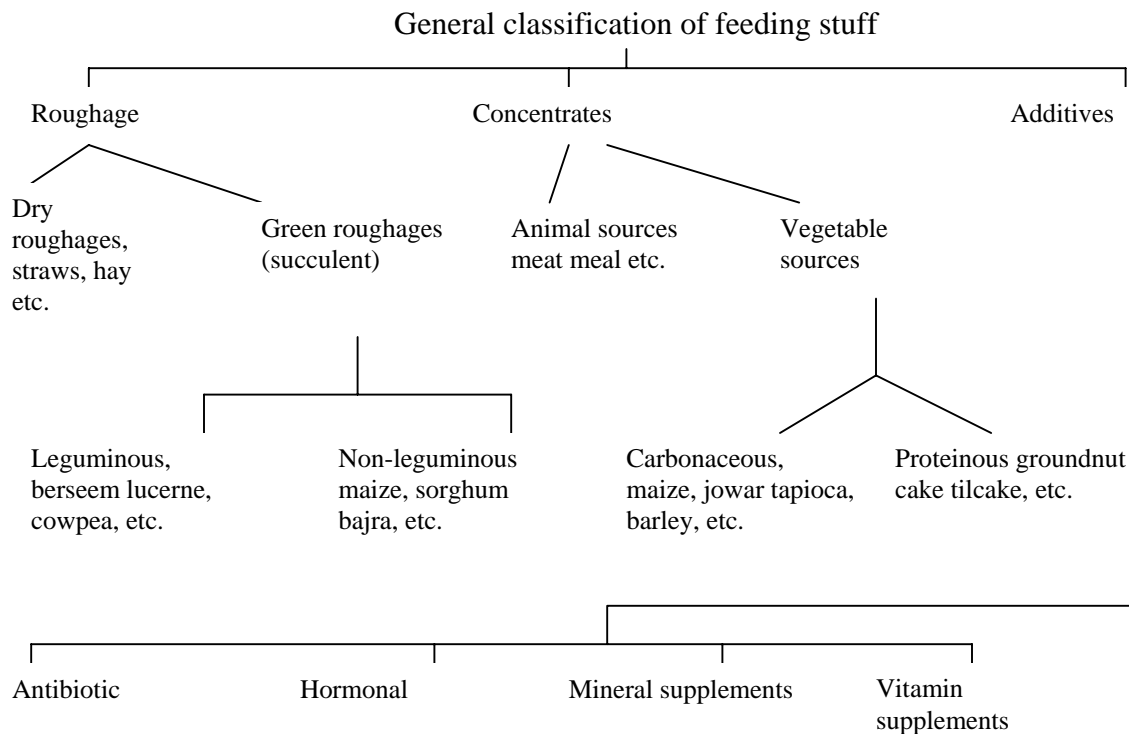 General classification of feeding stuff
Roughage
Concentrates
Additives
Dry
roughages,
straws, hay
etc.
Green roughages
(succulent)
Animal sources
meat meal etc.
Vegetable
sources
Leguminous,
berseem lucerne,
cowpea, etc.
Non-leguminous
maize, sorghum
bajra, etc.
Carbonaceous,
maize, jowar tapioca,
barley, etc.
Proteinous groundnut
cake tilcake, etc.
Antibiotic
Hormonal
Mineral supplements
Vitamin
supplements